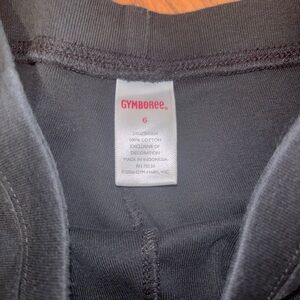 GYMBOREE®
6
100% COTTON
EXCLUSIVE OF
DECORATION
MADE IN INDONESIA